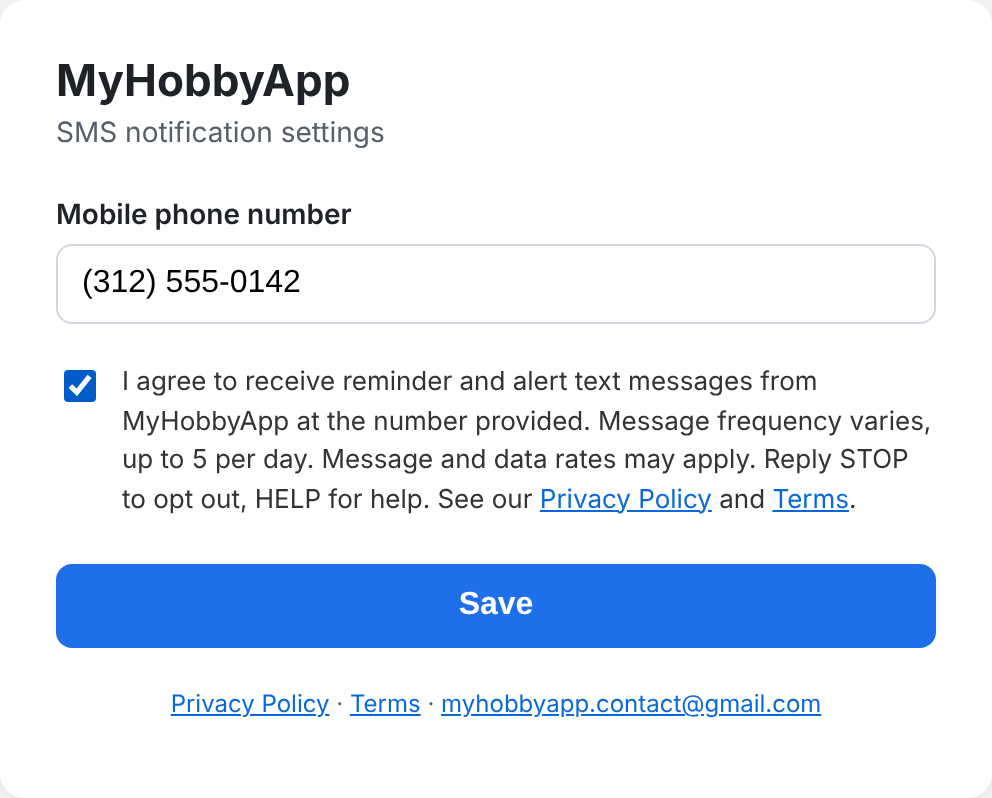 MyHobbyApp
SMS notification settings
Mobile phone number
(312) 555-0142
I agree to receive reminder and alert text messages from
MyHobbyApp at the number provided. Message frequency varies,
up to 5 per day. Message and data rates may apply. Reply STOP
to opt out, HELP for help. See our Privacy Policy and Terms.
Save
Privacy Policy · Terms · myhobbyapp.contact@gmail.com